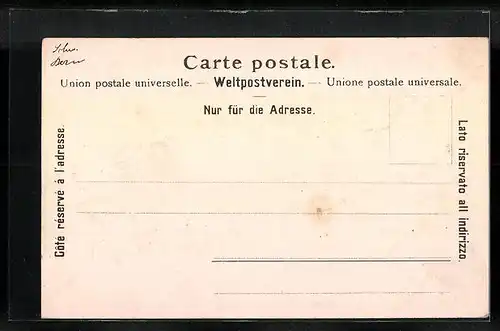 Carte postale.
Union postale universelle. — Weltpostverein. — Unione postale universale.
Nur für die Adresse.
Côté réservé à l'adresse.
Lato riservato all indirizzo.